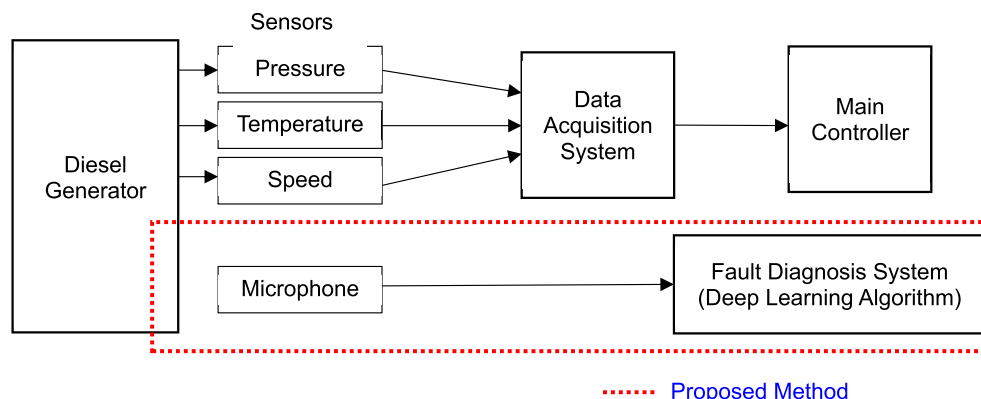 Sensors
Pressure
Temperature
Speed
Diesel
Generator
Data
Acquisition
System
Main
Controller
Microphone
Fault Diagnosis System
(Deep Learning Algorithm)
Proposed Method